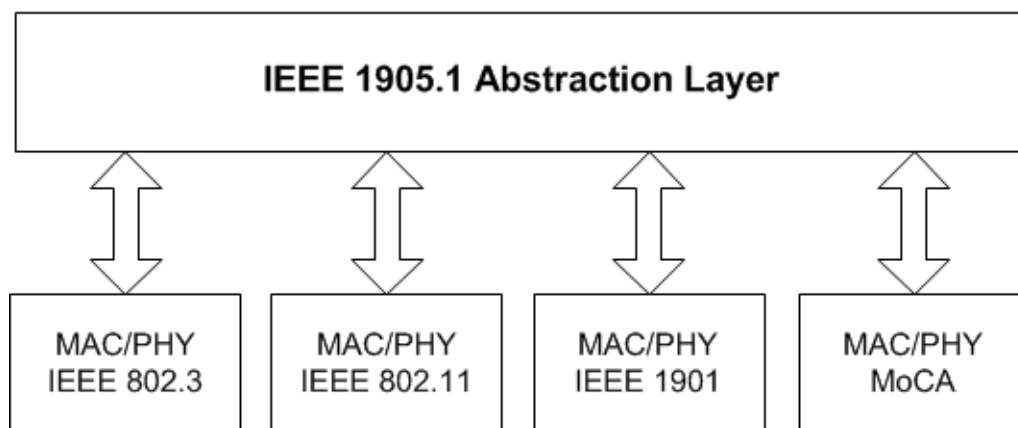 IEEE 1905.1 Abstraction Layer
MAC/PHY
IEEE 802.3
MAC/PHY
IEEE 802.11
MAC/PHY
IEEE 1901
MAC/PHY
MoCA